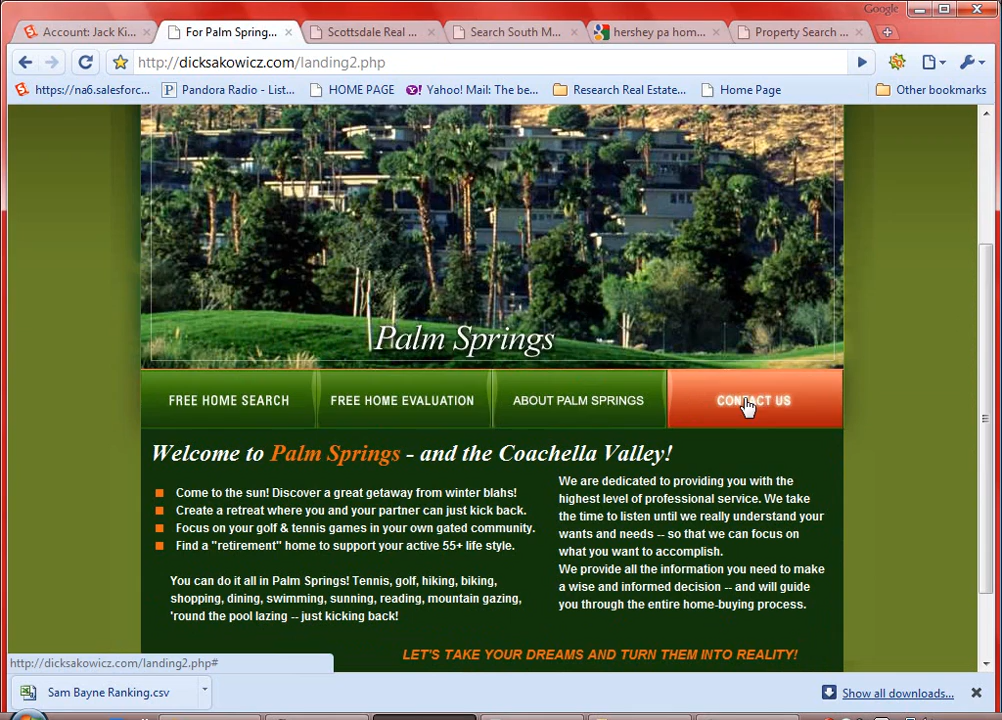 Google
Account: Jack Ki...
For Palm Spring...
Scottsdale Real ...
Search South M...
hershey pa hom...
Property Search ...
http://dicksakowicz.com/landing2.php
https://na6.salesforc...
Pandora Radio - List...
HOME PAGE
Yahoo! Mail: The be...
Research Real Estate...
Home Page
Other bookmarks
Palm Springs
FREE HOME SEARCH
FREE HOME EVALUATION
ABOUT PALM SPRINGS
CONTACT US
Welcome to Palm Springs - and the Coachella Valley!
Come to the sun! Discover a great getaway from winter blahs!
Create a retreat where you and your partner can just kick back.
Focus on your golf & tennis games in your own gated community.
Find a "retirement" home to support your active 55+ life style.
You can do it all in Palm Springs! Tennis, golf, hiking, biking,
shopping, dining, swimming, sunning, reading, mountain gazing,
'round the pool lazing -- just kicking back!
We are dedicated to providing you with the
highest level of professional service. We take
the time to listen until we really understand your
wants and needs -- so that we can focus on
what you want to accomplish.
We provide all the information you need to make
a wise and informed decision -- and will guide
you through the entire home-buying process.
LET'S TAKE YOUR DREAMS AND TURN THEM INTO REALITY!
http://dicksakowicz.com/landing2.php#
Sam Bayne Ranking.csv
Show all downloads...